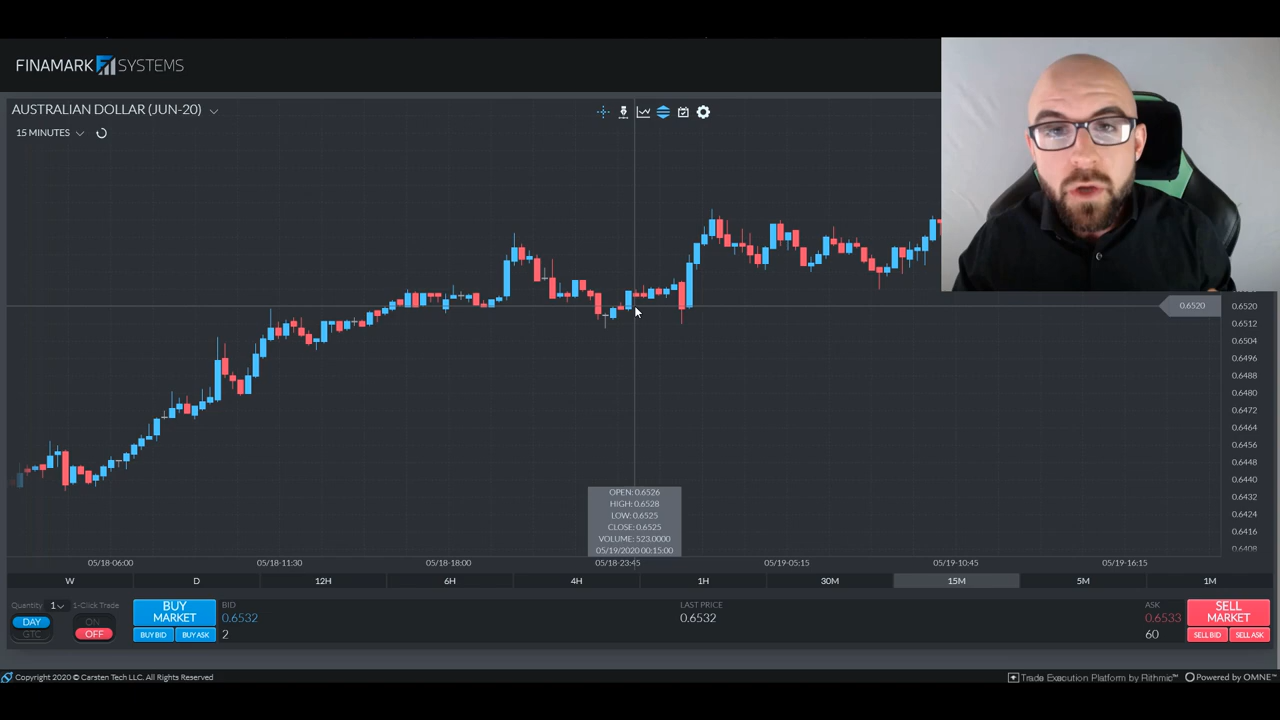 FINAMARK SYSTEMS
AUSTRALIAN DOLLAR (JUN-20)
15 MINUTES
0.6520
0.6520
0.6512
0.6504
0.6496
0.6488
0.6480
0.6472
0.6464
0.6456
0.6448
0.6440
0.6432
0.6424
0.6416
0.6408
OPEN: 0.6526
HIGH: 0.6528
LOW: 0.6525
CLOSE: 0.6525
VOLUME: 523.0000
05/19/2020 00:15:00
05/18-06:00 05/18-11:30 05/18-18:00 05/18-23:45 05/19-05:15 05/19-10:45 05/19-16:15
W D 12H 6H 4H 1H 30M 15M 5M 1M
Quantity 1 1-Click Trade
DAY
GTC
ON
OFF
BUY MARKET
BUY BID BUY ASK
BID
0.6532
2
LAST PRICE
0.6532
ASK
0.6533
60
SELL MARKET
SELL BID SELL ASK
Copyright 2020 © Carsten Tech LLC. All Rights Reserved
Trade Execution Platform by Rithmic™ Powered by OMNE™